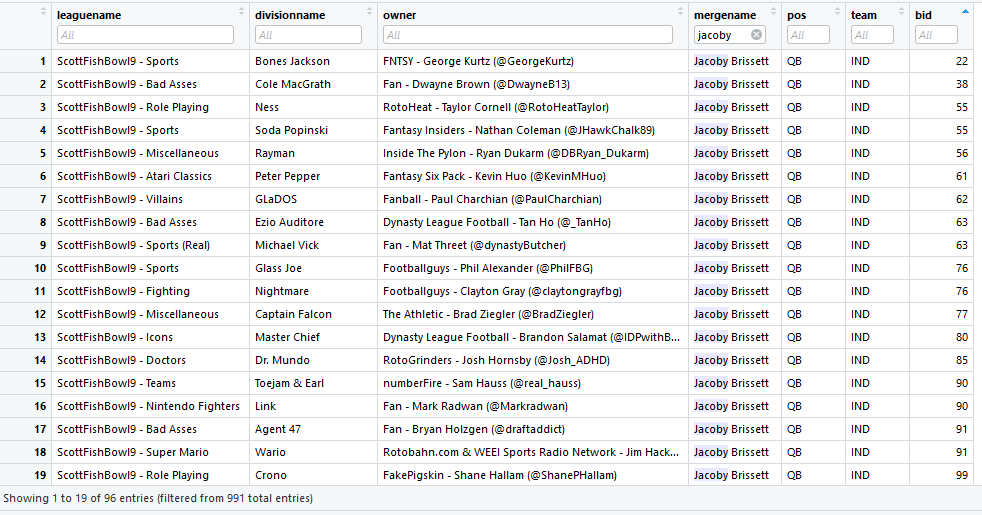 leaguename divisionname owner mergename pos team bid
All All All jacoby All All All
1 ScottFishBowl9 - Sports Bones Jackson FNTSY - George Kurtz (@GeorgeKurtz) Jacoby Brissett QB IND 22
2 ScottFishBowl9 - Bad Asses Cole MacGrath Fan - Dwayne Brown (@DwayneB13) Jacoby Brissett QB IND 38
3 ScottFishBowl9 - Role Playing Ness RotoHeat - Taylor Cornell (@RotoHeatTaylor) Jacoby Brissett QB IND 55
4 ScottFishBowl9 - Sports Soda Popinski Fantasy Insiders - Nathan Coleman (@JHawkChalk89) Jacoby Brissett QB IND 55
5 ScottFishBowl9 - Miscellaneous Rayman Inside The Pylon - Ryan Dukarm (@DBRyan_Dukarm) Jacoby Brissett QB IND 56
6 ScottFishBowl9 - Atari Classics Peter Pepper Fantasy Six Pack - Kevin Huo (@KevinMHuo) Jacoby Brissett QB IND 61
7 ScottFishBowl9 - Villains GLaDOS Fanball - Paul Charchian (@PaulCharchian) Jacoby Brissett QB IND 62
8 ScottFishBowl9 - Bad Asses Ezio Auditore Dynasty League Football - Tan Ho (@_TanHo) Jacoby Brissett QB IND 63
9 ScottFishBowl9 - Sports (Real) Michael Vick Fan - Mat Threet (@dynastyButcher) Jacoby Brissett QB IND 63
10 ScottFishBowl9 - Sports Glass Joe Footballguys - Phil Alexander (@PhilFBG) Jacoby Brissett QB IND 76
11 ScottFishBowl9 - Fighting Nightmare Footballguys - Clayton Gray (@claytongrayfbg) Jacoby Brissett QB IND 76
12 ScottFishBowl9 - Miscellaneous Captain Falcon The Athletic - Brad Ziegler (@BradZiegler) Jacoby Brissett QB IND 77
13 ScottFishBowl9 - Icons Master Chief Dynasty League Football - Brandon Salamat (@IDPwithB... Jacoby Brissett QB IND 80
14 ScottFishBowl9 - Doctors Dr. Mundo RotoGrinders - Josh Hornsby (@Josh_ADHD) Jacoby Brissett QB IND 85
15 ScottFishBowl9 - Teams Toejam & Earl numberFire - Sam Hauss (@real_hauss) Jacoby Brissett QB IND 90
16 ScottFishBowl9 - Nintendo Fighters Link Fan - Mark Radwan (@Markradwan) Jacoby Brissett QB IND 90
17 ScottFishBowl9 - Bad Asses Agent 47 Fan - Bryan Holzgen (@draftaddict) Jacoby Brissett QB IND 91
18 ScottFishBowl9 - Super Mario Wario Rotobahn.com & WEEI Sports Radio Network - Jim Hack... Jacoby Brissett QB IND 91
19 ScottFishBowl9 - Role Playing Crono FakePigskin - Shane Hallam (@ShanePHallam) Jacoby Brissett QB IND 99
Showing 1 to 19 of 96 entries (filtered from 991 total entries)